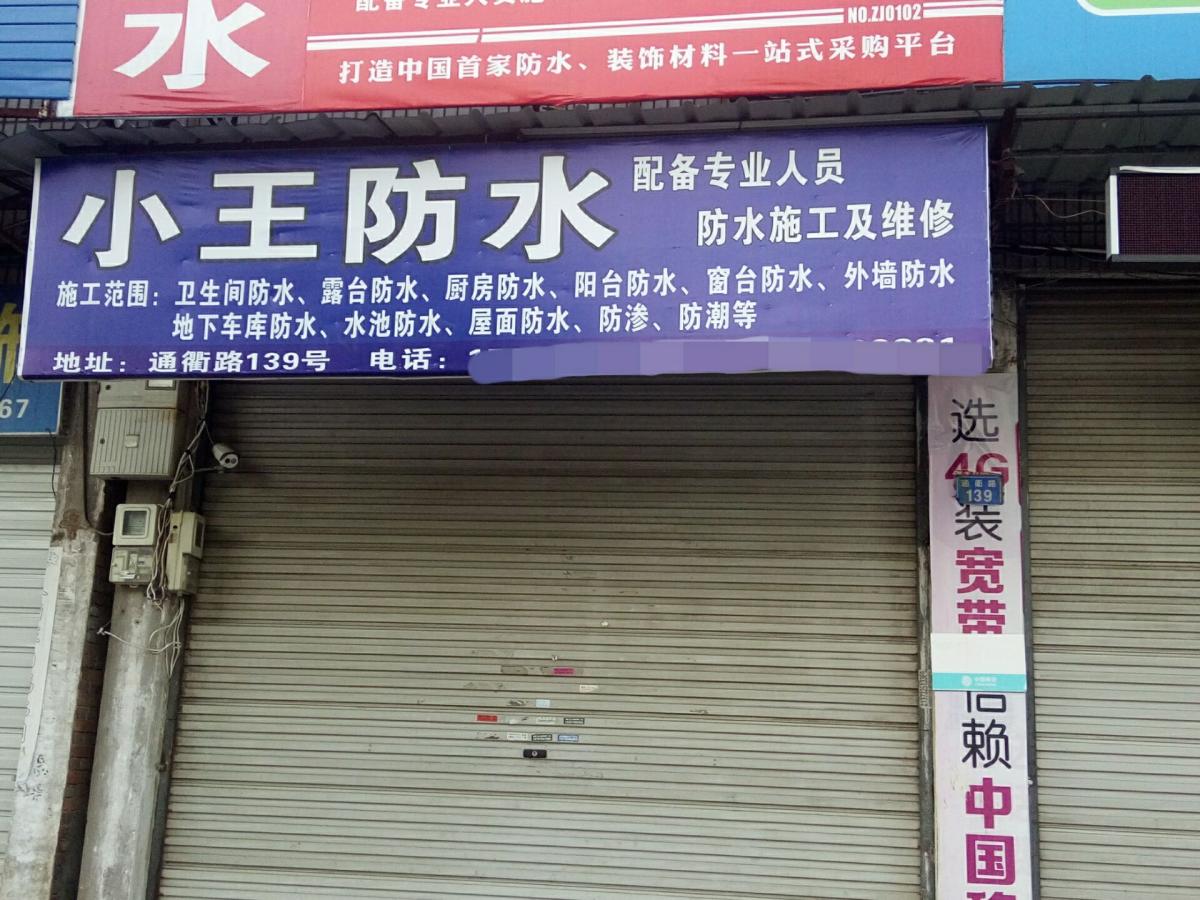 水
NO.ZJ0102
打造中国首家防水、装饰材料一站式采购平台
小王防水
配备专业人员
防水施工及维修
施工范围：卫生间防水、露台防水、厨房防水、阳台防水、窗台防水、外墙防水
地下车库防水、水池防水、屋面防水、防渗、防潮等
地址：通衢路139号 电话：
67
选
4G
装
宽
带
信
赖
中
国
通衢路
139